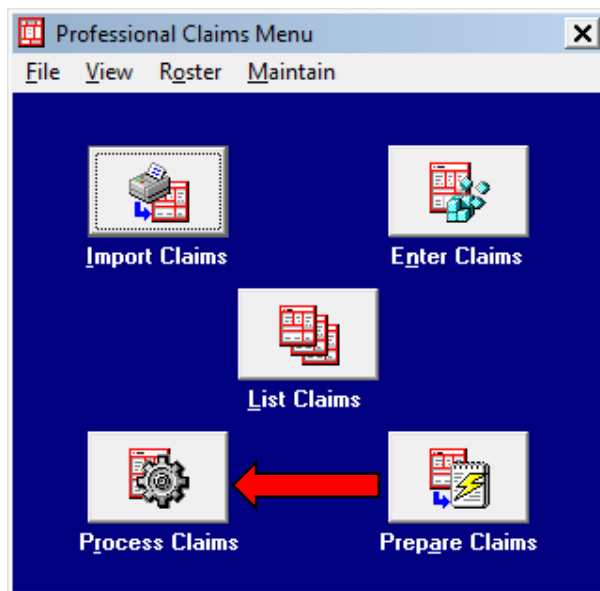 Professional Claims Menu
File View Roster Maintain
Import Claims
Enter Claims
List Claims
Process Claims
Prepare Claims